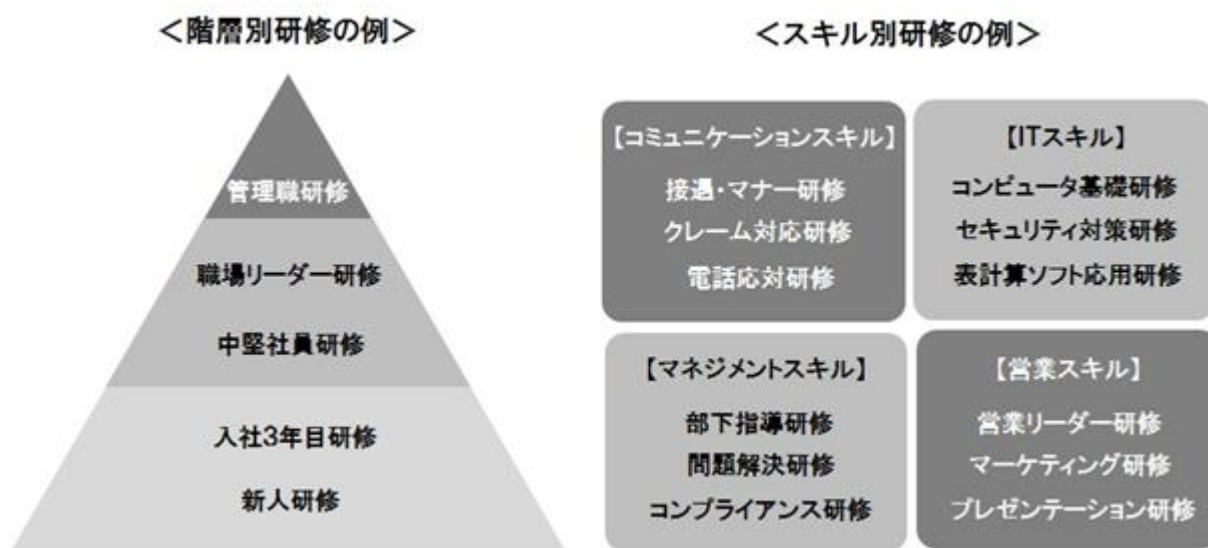 ＜階層別研修の例＞
管理職研修
職場リーダー研修
中堅社員研修
入社3年目研修
新人研修
＜スキル別研修の例＞
【コミュニケーションスキル】
接遇・マナー研修
クレーム対応研修
電話応対研修
【ITスキル】
コンピュータ基礎研修
セキュリティ対策研修
表計算ソフト応用研修
【マネジメントスキル】
部下指導研修
問題解決研修
コンプライアンス研修
【営業スキル】
営業リーダー研修
マーケティング研修
プレゼンテーション研修